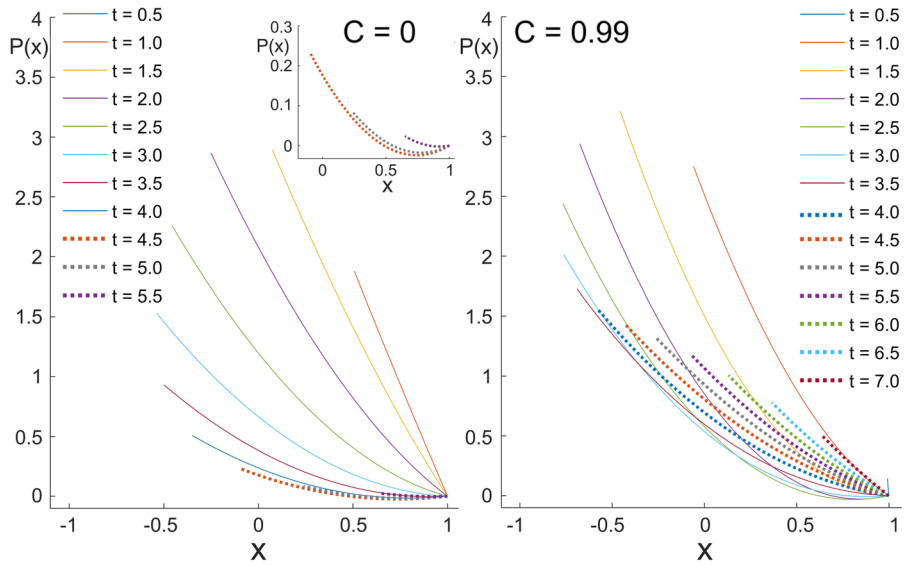 4
P(x)
3.5
3
2.5
2
1.5
1
0.5
0
-1
-0.5
0
0.5
1
x
t = 0.5
t = 1.0
t = 1.5
t = 2.0
t = 2.5
t = 3.0
t = 3.5
t = 4.0
t = 4.5
t = 5.0
t = 5.5
C = 0
0.3
P(x)
0.2
0.1
0
0
0.5
1
x
C = 0.99
4
P(x)
3.5
3
2.5
2
1.5
1
0.5
0
-1
-0.5
0
0.5
1
x
t = 0.5
t = 1.0
t = 1.5
t = 2.0
t = 2.5
t = 3.0
t = 3.5
t = 4.0
t = 4.5
t = 5.0
t = 5.5
t = 6.0
t = 6.5
t = 7.0